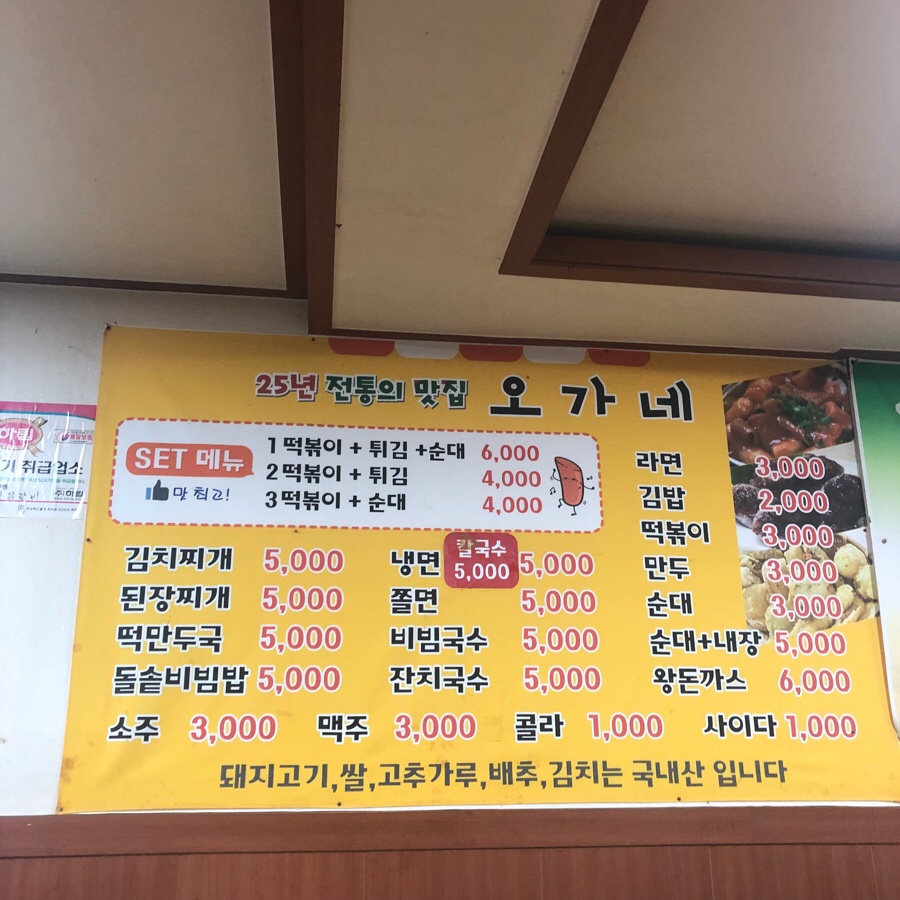 25년 전통의 맛집 오가네
SET 메뉴
맛 최고!
1 떡볶이 + 튀김 +순대 6,000
2 떡볶이 + 튀김 4,000
3 떡볶이 + 순대 4,000
라면 3,000
김밥 2,000
떡볶이 3,000
만두 3,000
순대 3,000
순대+내장 5,000
왕돈까스 6,000
김치찌개 5,000
된장찌개 5,000
떡만두국 5,000
돌솥비빔밥 5,000
냉면 5,000
칼국수 5,000
쫄면 5,000
비빔국수 5,000
잔치국수 5,000
소주 3,000 맥주 3,000 콜라 1,000 사이다 1,000
돼지고기,쌀,고추가루,배추,김치는 국내산 입니다
기 취급업소